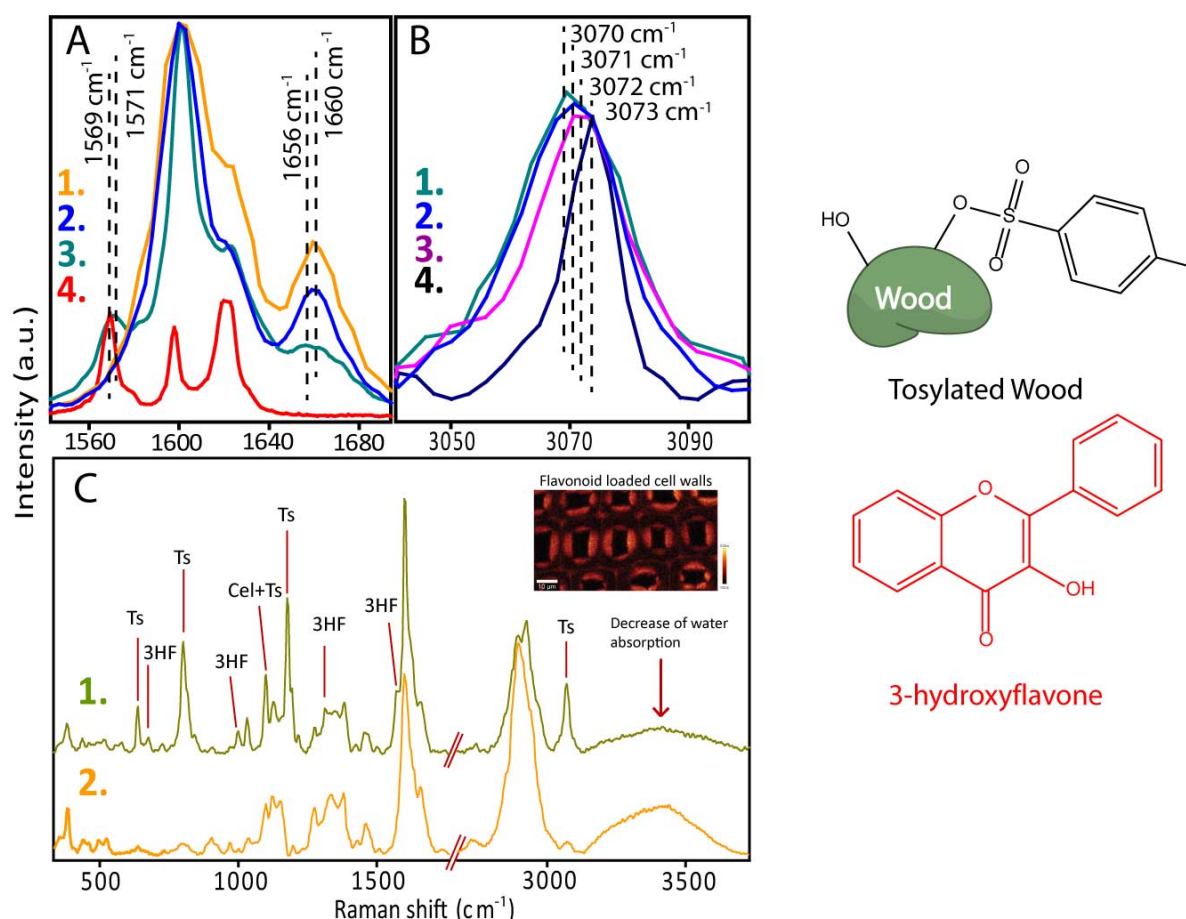 A
1569 cm-1
1571 cm-1
1656 cm-1
1660 cm-1
1.
2.
3.
4.
1560
1600
1640
1680
B
3070 cm-1
3071 cm-1
3072 cm-1
3073 cm-1
1.
2.
3.
4.
3050
3070
3090
Intensity (a.u.)
C
Flavonoid loaded cell walls
10 µm
Ts
3HF
Ts
3HF
Cel+Ts
Ts
3HF
3HF
Ts
Decrease of water
absorption
1.
2.
500
1000
1500
3000
3500
Raman shift (cm-1)
HO
O
S
O
O
Wood
Tosylated Wood
O
OH
O
3-hydroxyflavone